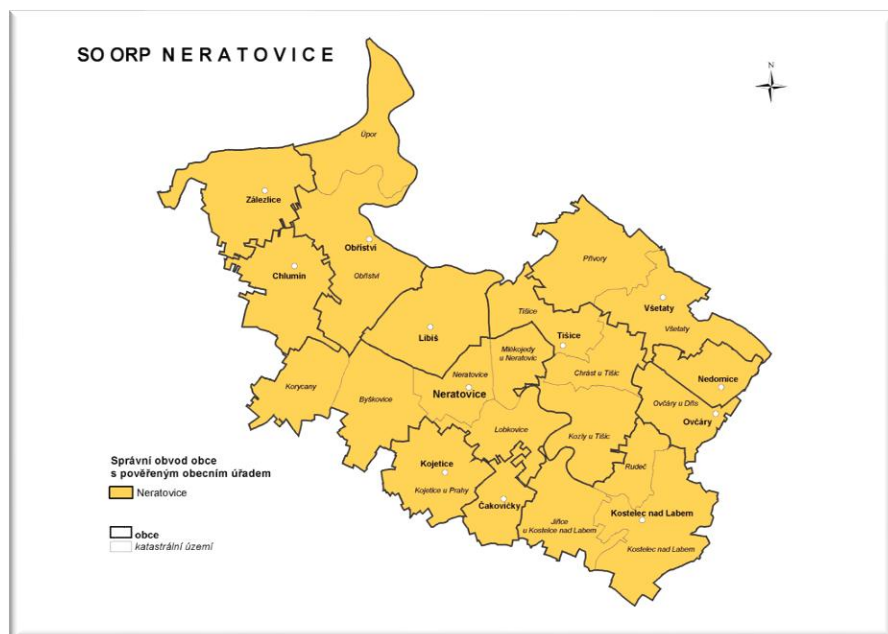 SO ORP N E R A T O V I C E
N
Úpor
Zálezlice
Obříství
Chlumín
Obříství
Přívory
Všetaty
Všetaty
Tišice
Tišice
Libiš
Mlékojedy
u Neratovic
Chrást u Tišic
Nedomice
Neratovice
Neratovice
Korycany
Byškovice
Ovčáry u Dřís
Ovčáry
Lobkovice
Kozly u Tišic
Kojetice
Kojetice u Prahy
Rudeč
Čakovičky
Kostelec nad Labem
Jiřice
u Kostelce nad Labem
Kostelec nad Labem
Správní obvod obce
s pověřeným obecním úřadem
Neratovice
obce
katastrální území